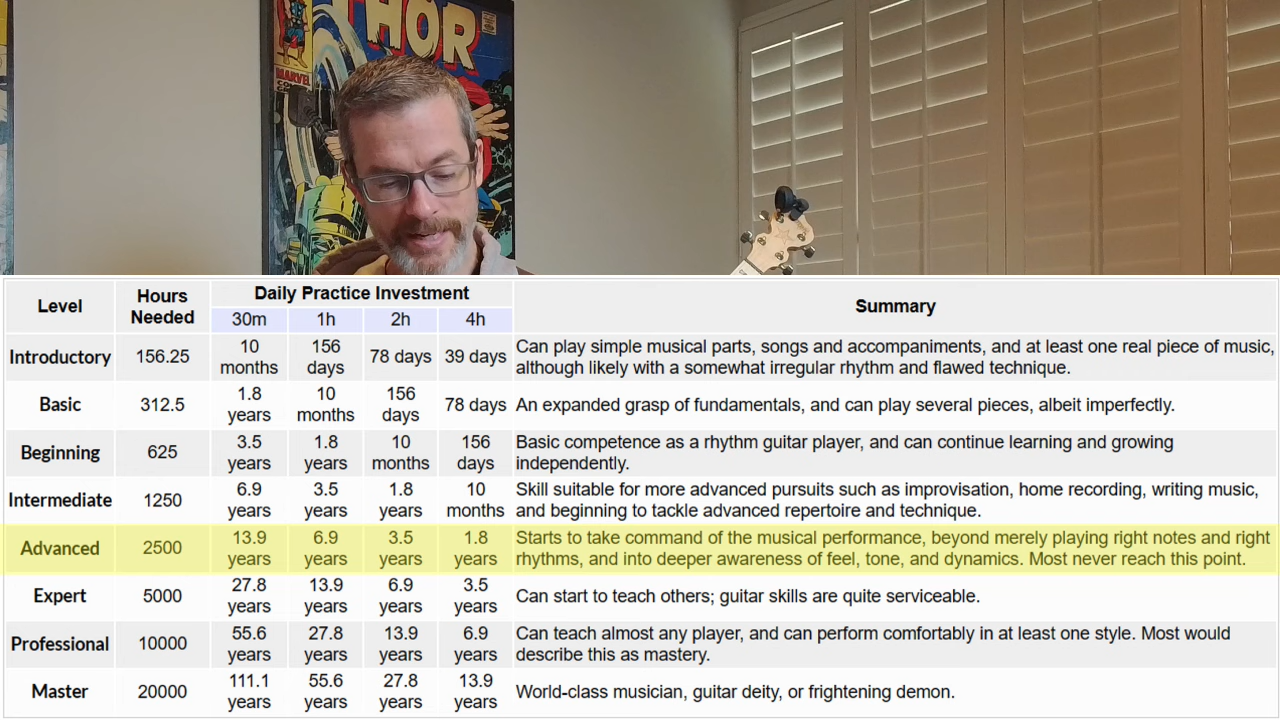 THOR
MARVEL
Level
Hours
Needed
Daily Practice Investment
Summary
30m
1h
2h
4h
Introductory
156.25
10
months
156
days
78 days
39 days
Can play simple musical parts, songs and accompaniments, and at least one real piece of music,
although likely with a somewhat irregular rhythm and flawed technique.
Basic
312.5
1.8
years
10
months
156
days
78 days
An expanded grasp of fundamentals, and can play several pieces, albeit imperfectly.
Beginning
625
3.5
years
1.8
years
10
months
156
days
Basic competence as a rhythm guitar player, and can continue learning and growing
independently.
Intermediate
1250
6.9
years
3.5
years
1.8
years
10
months
Skill suitable for more advanced pursuits such as improvisation, home recording, writing music,
and beginning to tackle advanced repertoire and technique.
Advanced
2500
13.9
years
6.9
years
3.5
years
1.8
years
Starts to take command of the musical performance, beyond merely playing right notes and right
rhythms, and into deeper awareness of feel, tone, and dynamics. Most never reach this point.
Expert
5000
27.8
years
13.9
years
6.9
years
3.5
years
Can start to teach others; guitar skills are quite serviceable.
Professional
10000
55.6
years
27.8
years
13.9
years
6.9
years
Can teach almost any player, and can perform comfortably in at least one style. Most would
describe this as mastery.
Master
20000
111.1
years
55.6
years
27.8
years
13.9
years
World-class musician, guitar deity, or frightening demon.